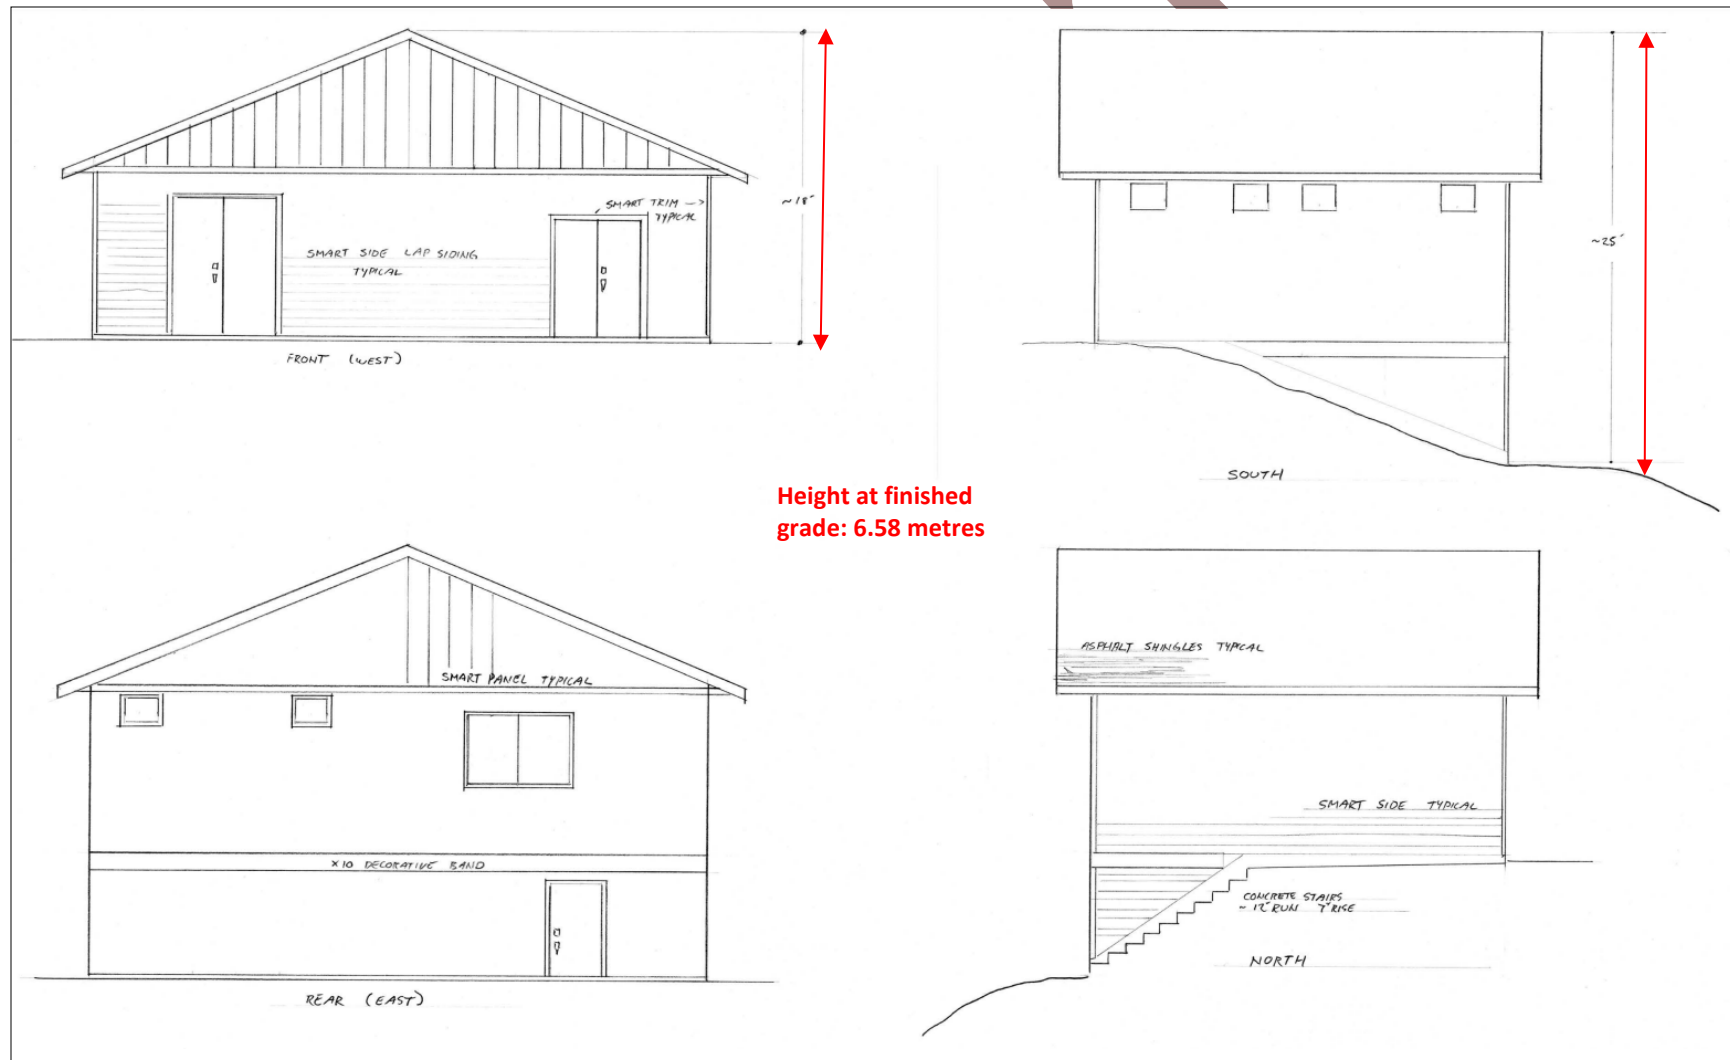 ~18'
SMART TRIM →
TYPICAL
SMART SIDE LAP SIDING
TYPICAL
FRONT (WEST)
~25'
SOUTH
Height at finished
grade: 6.58 metres
SMART PANEL TYPICAL
×10 DECORATIVE BAND
REAR (EAST)
ASPHALT SHINGLES TYPICAL
SMART SIDE TYPICAL
CONCRETE STAIRS
~ 12" RUN 7" RISE
NORTH